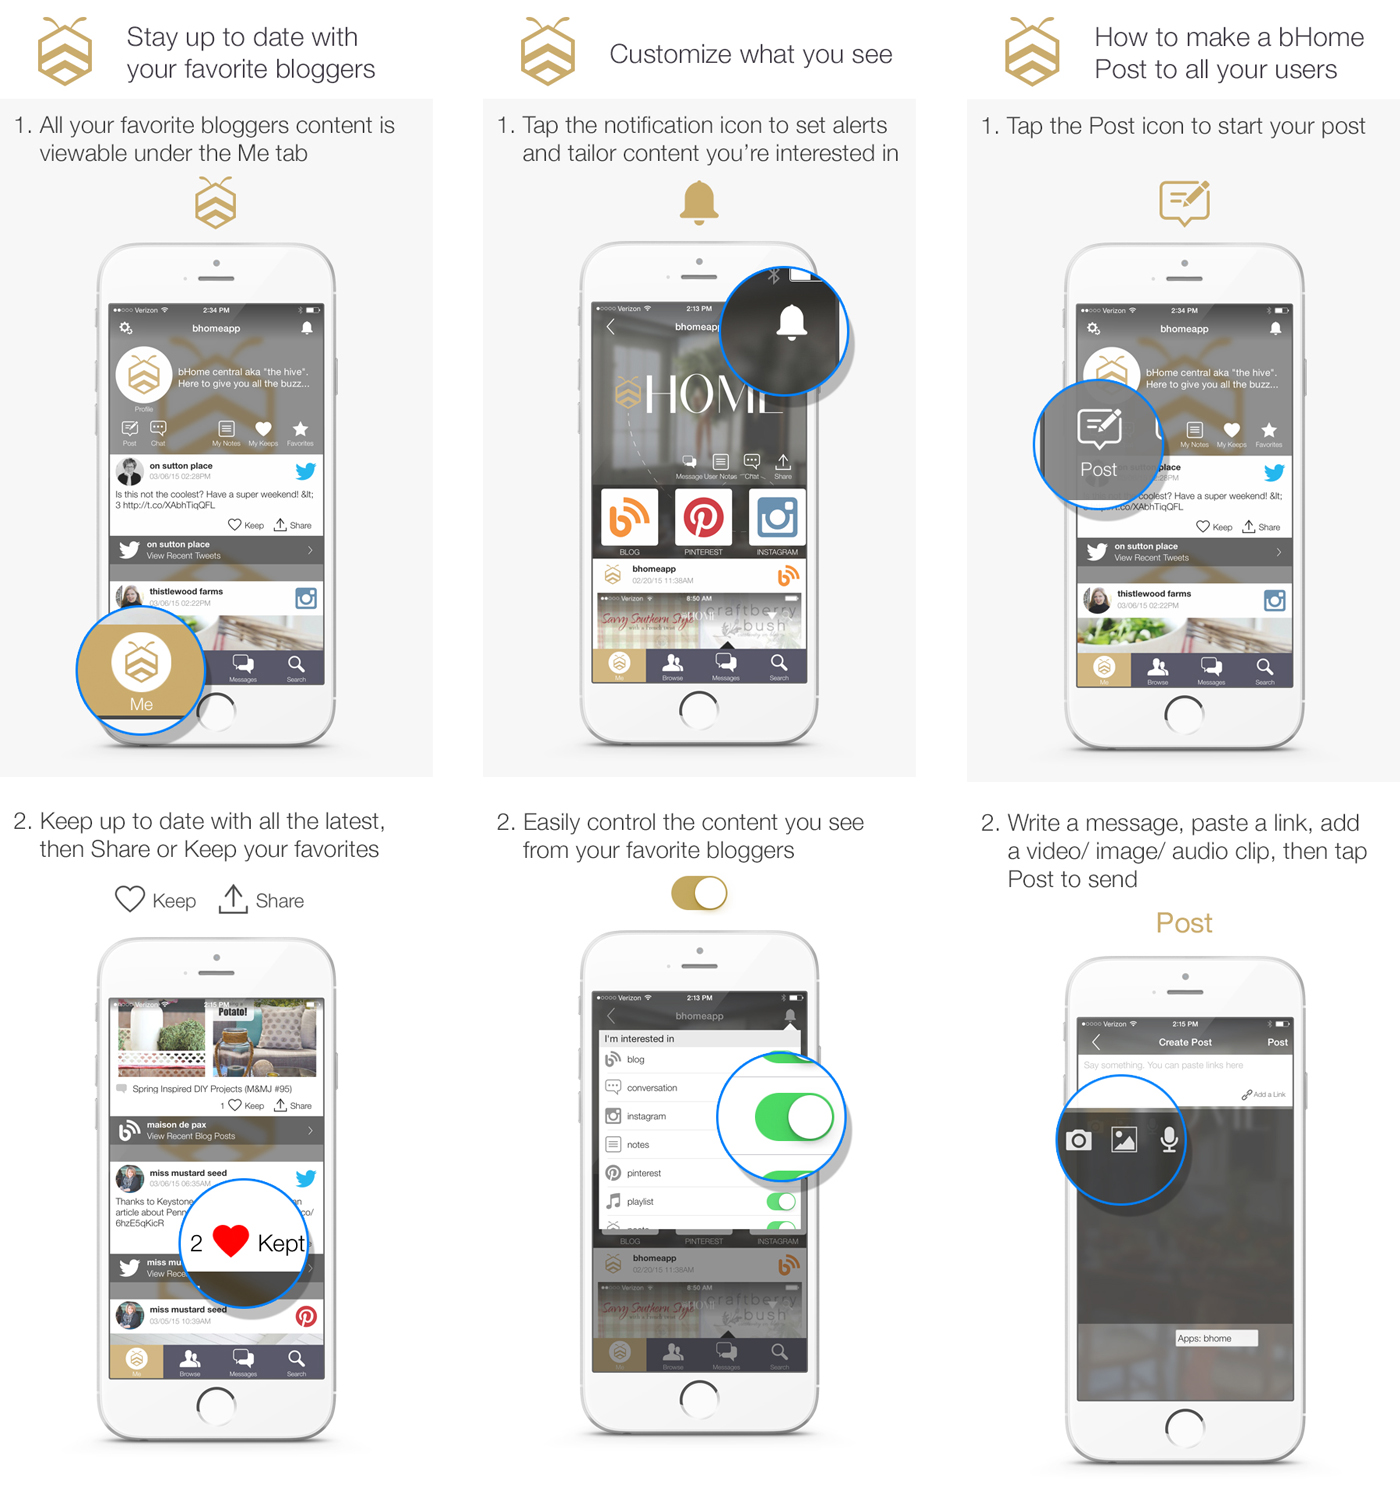 Stay up to date with
your favorite bloggers
1. All your favorite bloggers content is
viewable under the Me tab
●●○○○ Verizon 2:34 PM
bhomeapp
bHome central aka "the hive".
Here to give you all the buzz...
Profile
Post Chat My Notes My Keeps Favorites
on sutton place
03/06/15 02:28PM
Is this not the coolest? Have a super weekend! &lt;
3 http://t.co/XAbhTiqQFL
Keep Share
on sutton place
View Recent Tweets
thistlewood farms
03/06/15 02:22PM
Me
Messages Search
2. Keep up to date with all the latest,
then Share or Keep your favorites
Keep Share
Verizon 2:15 PM
Potato!
Spring Inspired DIY Projects (M&MJ #95)
1 Keep Share
maison de pax
View Recent Blog Posts
miss mustard seed
03/06/15 06:35AM
Thanks to Keystone
article about Penn
6hzE5qKicR
2 Kept
miss mu
View Rece
miss mustard seed
03/05/15 10:39AM
Me Browse Messages Search
Customize what you see
1. Tap the notification icon to set alerts
and tailor content you're interested in
●○○○○ Verizon 2:13 PM
bhomeapp
HOME
Message User Notes Chat Share
BLOG PINTEREST INSTAGRAM
bhomeapp
02/20/15 11:38AM
Verizon 8:50 AM
Savvy Southern Style
with a French twist
HOME
craftberry
bush
Me Browse Messages Search
2. Easily control the content you see
from your favorite bloggers
●○○○○ Verizon 2:13 PM
bhomeapp
I'm interested in
blog
conversation
instagram
notes
pinterest
playlist
posts
BLOG PINTEREST INSTAGRAM
bhomeapp
02/20/15 11:38AM
Verizon 8:50 AM
Savvy Southern Style
HOME
craftberry
bush
Me Browse Messages Search
How to make a bHome
Post to all your users
1. Tap the Post icon to start your post
●●○○○ Verizon 2:34 PM
bhomeapp
bHome central aka "the hive".
Here to give you all the buzz...
Post
My Notes My Keeps Favorites
place
28PM
coolest? Have a super weekend! &lt;
.co/XAbhTiqQFL
Keep Share
on sutton place
View Recent Tweets
thistlewood farms
03/06/15 02:22PM
Me Browse Messages Search
2. Write a message, paste a link, add
a video/ image/ audio clip, then tap
Post to send
Post
●○○○○ Verizon 2:15 PM
Create Post Post
Say something. You can paste links here
Add a Link
Apps: bhome